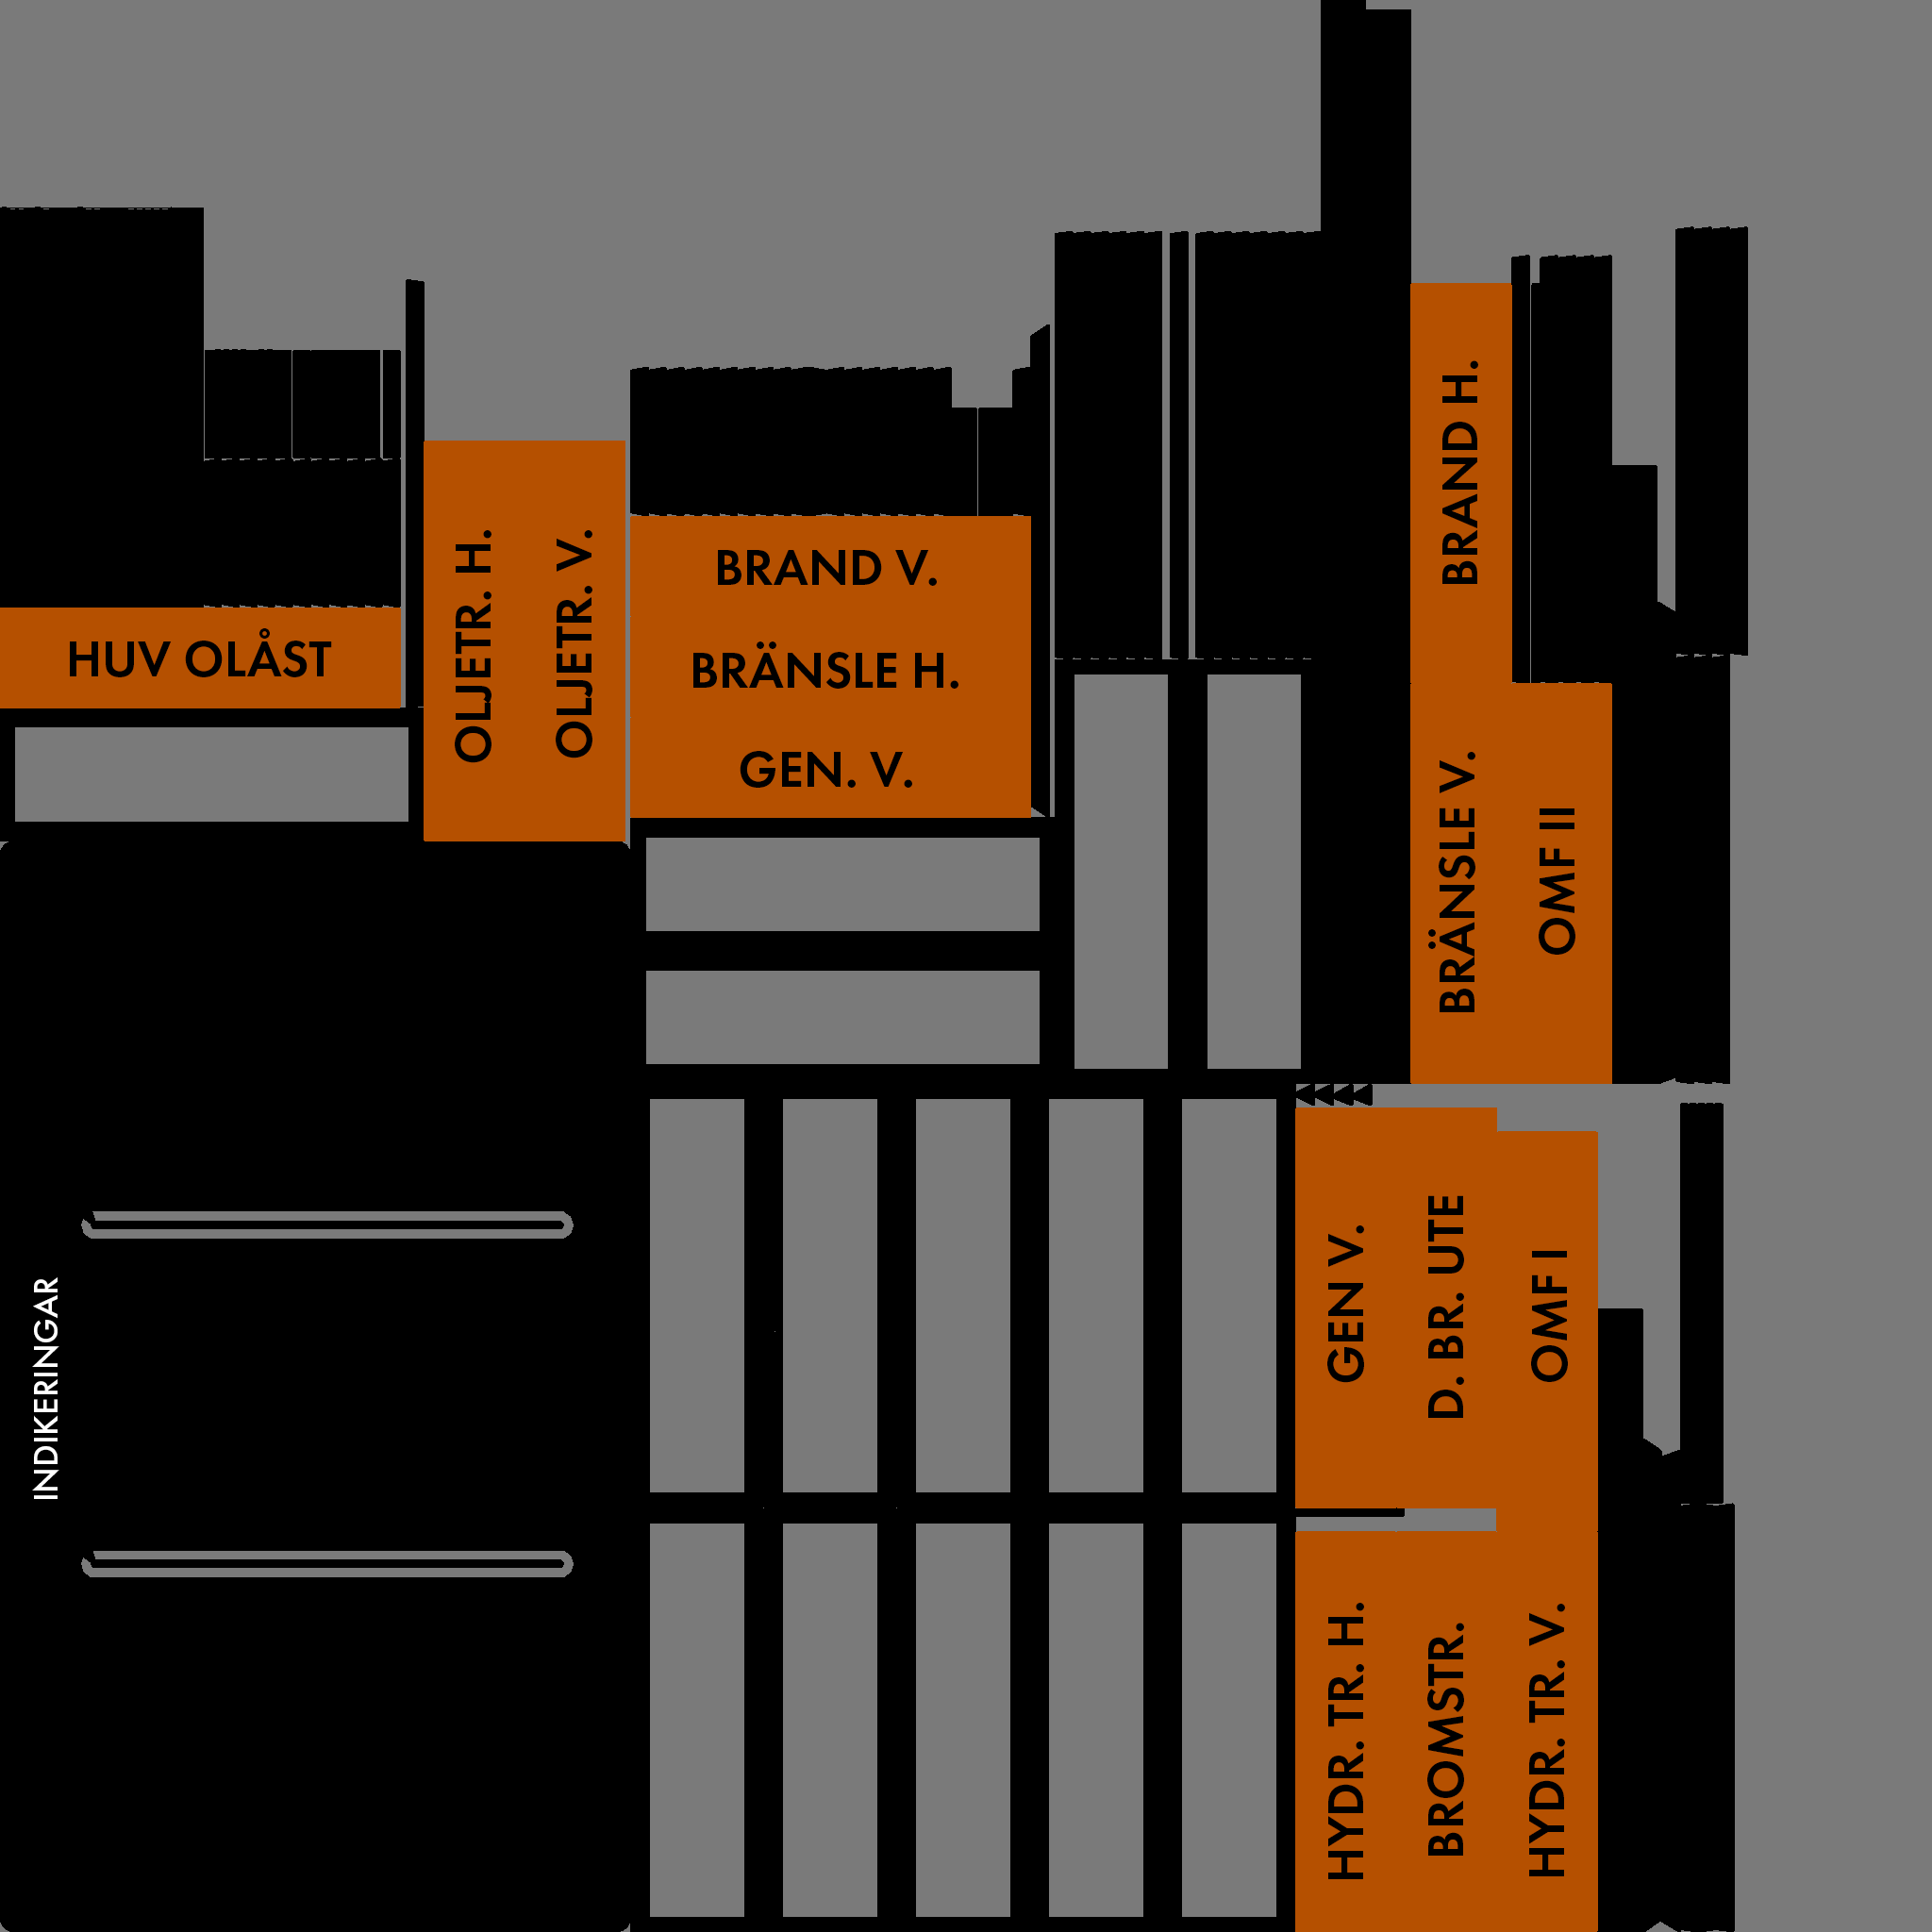 HUV OLÅST
OLJETR. H.
OLJETR. V.
BRAND V.
BRÄNSLE H.
GEN. V.
BRAND H.
BRÄNSLE V.
OMF III
INDIKERINGAR
GEN V.
D. BR. UTE
OMF I
HYDR. TR. H.
BROMSTR.
HYDR. TR. V.